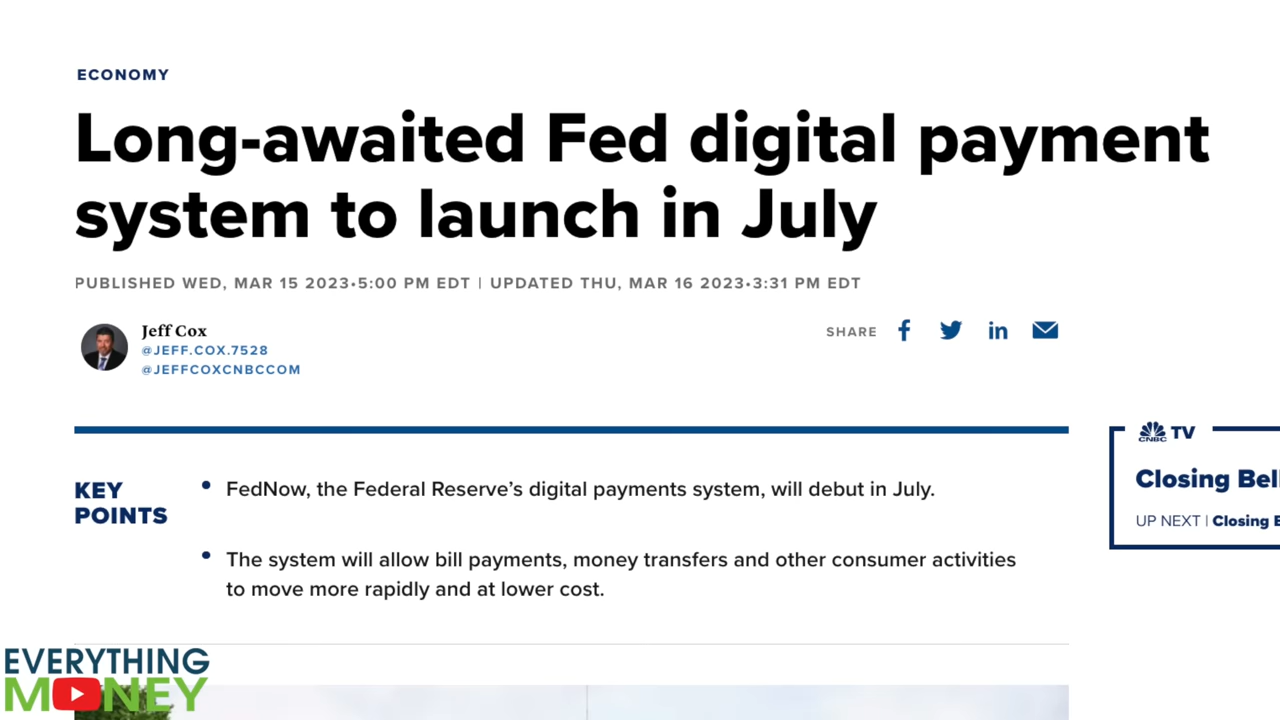 ECONOMY
Long-awaited Fed digital payment
system to launch in July
PUBLISHED WED, MAR 15 2023•5:00 PM EDT | UPDATED THU, MAR 16 2023•3:31 PM EDT
Jeff Cox
@JEFF.COX.7528
@JEFFCOXCNBCCOM
SHARE
CNBC TV
Closing Bel
UP NEXT | Closing B
KEY
POINTS
• FedNow, the Federal Reserve’s digital payments system, will debut in July.
• The system will allow bill payments, money transfers and other consumer activities
to move more rapidly and at lower cost.
EVERYTHING
MONEY